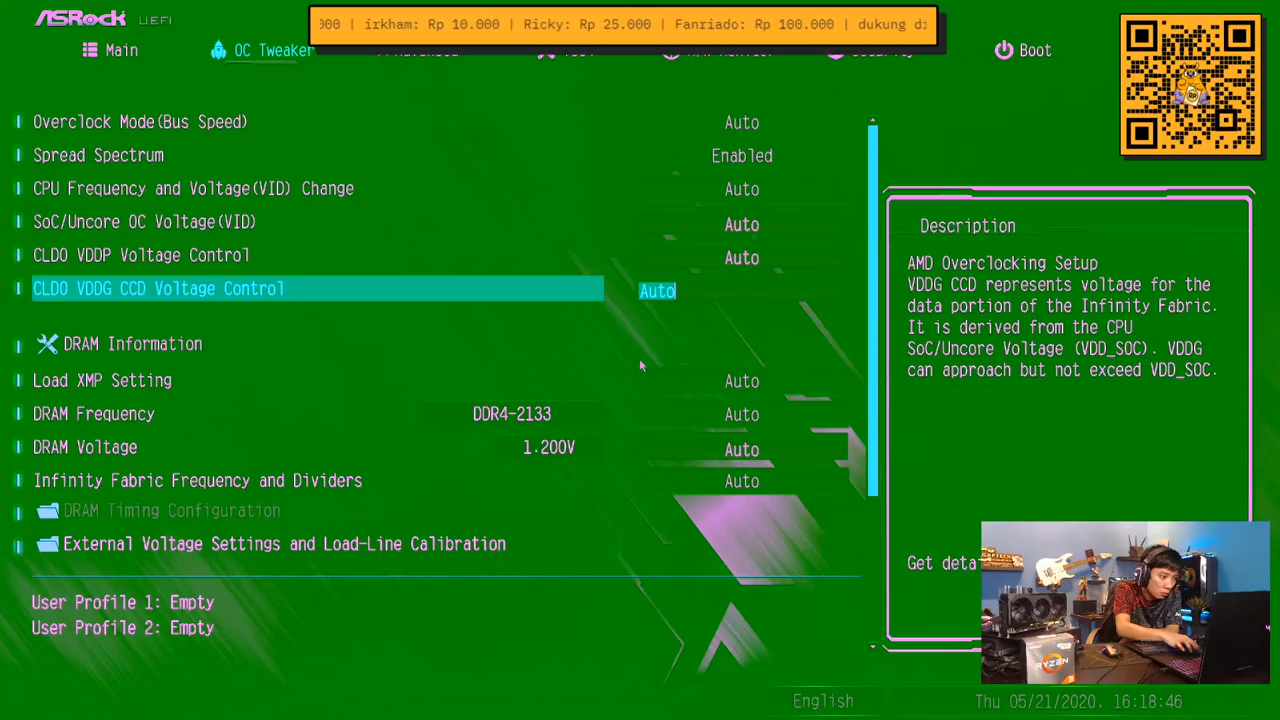 ASRock UEFI
000 | irkham: Rp 10.000 | Ricky: Rp 25.000 | Fanriado: Rp 100.000 | dukung di
Main
OC Tweaker
Boot
Overclock Mode(Bus Speed) Auto
Spread Spectrum Enabled
CPU Frequency and Voltage(VID) Change Auto
SoC/Uncore OC Voltage(VID) Auto
CLDO VDDP Voltage Control Auto
CLDO VDDG CCD Voltage Control Auto
DRAM Information
Load XMP Setting Auto
DRAM Frequency DDR4-2133 Auto
DRAM Voltage 1.200V Auto
Infinity Fabric Frequency and Dividers Auto
DRAM Timing Configuration
External Voltage Settings and Load-Line Calibration
User Profile 1: Empty
User Profile 2: Empty
Description
AMD Overclocking Setup
VDDG CCD represents voltage for the
data portion of the Infinity Fabric.
It is derived from the CPU
SoC/Uncore Voltage (VDD_SOC). VDDG
can approach but not exceed VDD_SOC.
Get deta
RYZEN
English
Thu 05/21/2020. 16:18:46